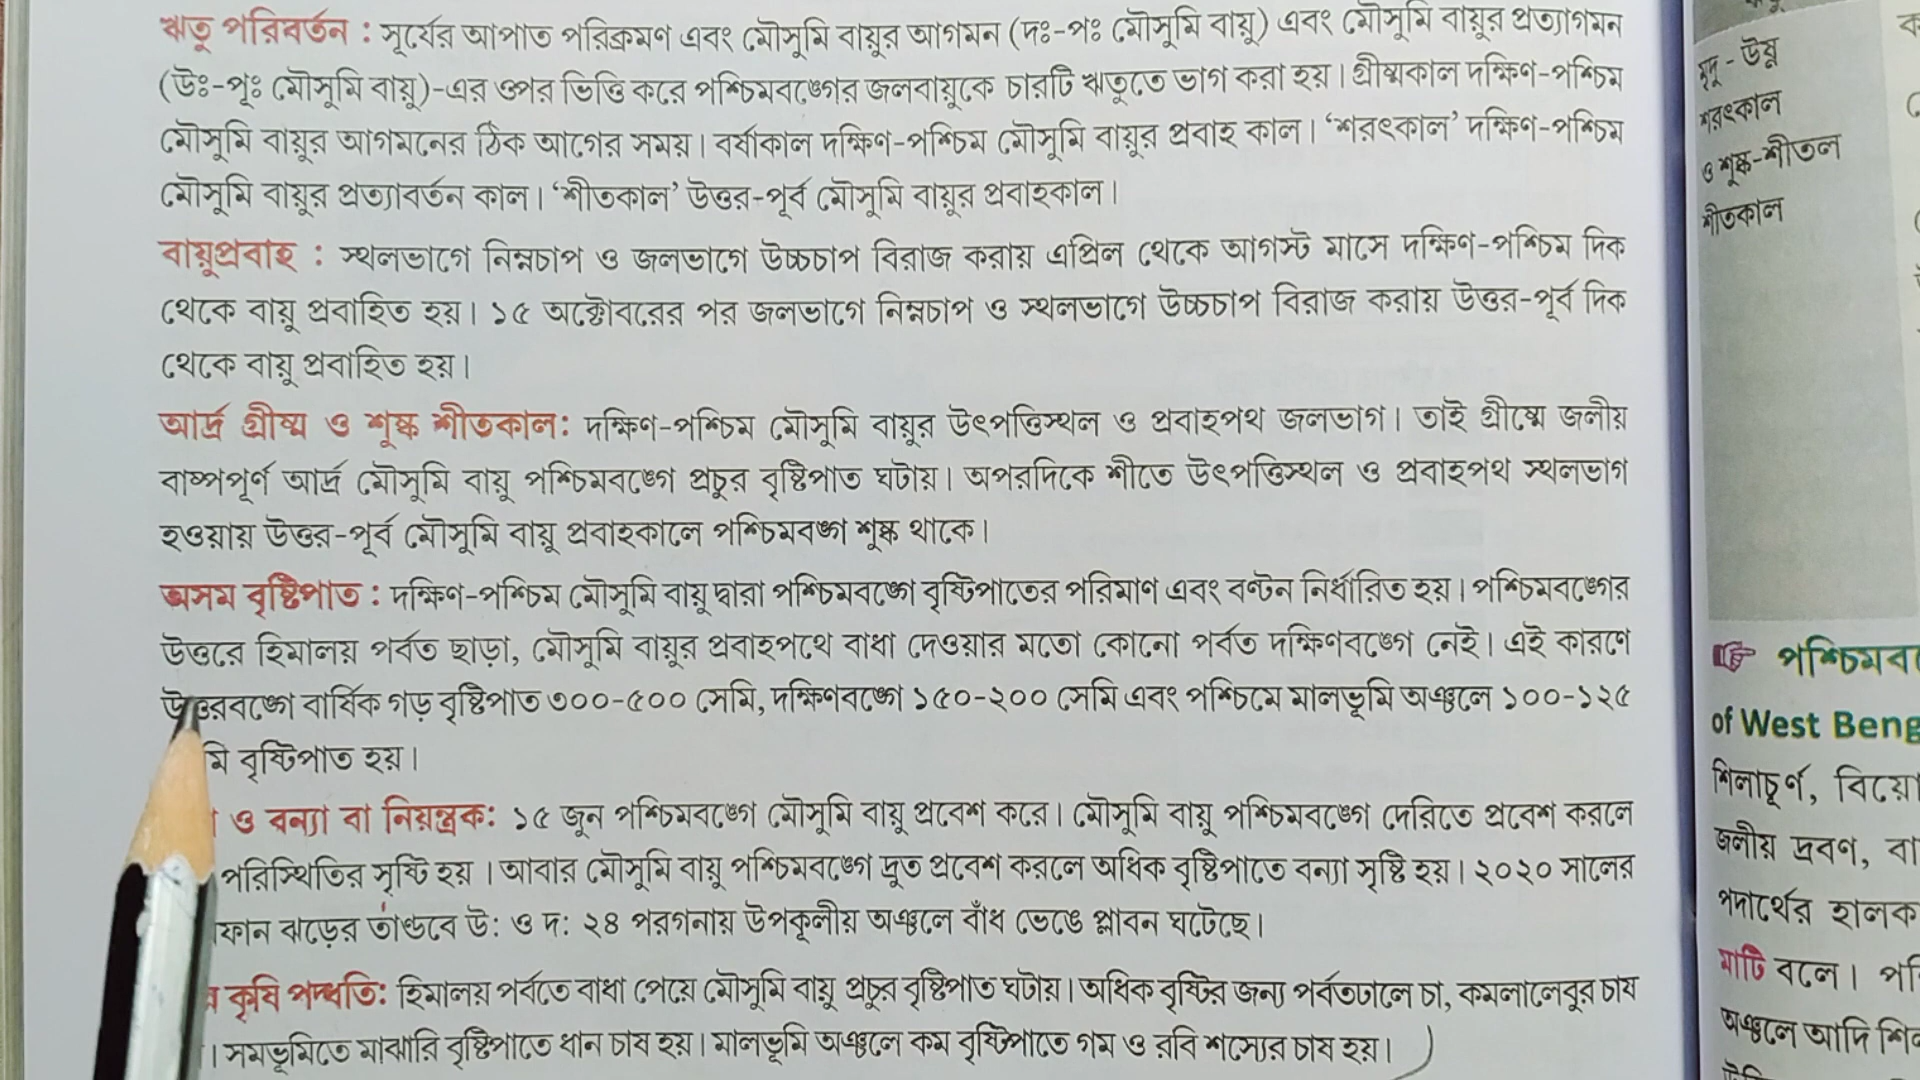 ঋতু পরিবর্তন : সূর্যের আপাত পরিক্রমণ এবং মৌসুমি বায়ুর আগমন (দঃ-পঃ মৌসুমি বায়ু) এবং মৌসুমি বায়ুর প্রত্যাগমন
(উঃ-পূঃ মৌসুমি বায়ু)-এর ওপর ভিত্তি করে পশ্চিমবঙ্গের জলবায়ুকে চারটি ঋতুতে ভাগ করা হয়। গ্রীষ্মকাল দক্ষিণ-পশ্চিম
মৌসুমি বায়ুর আগমনের ঠিক আগের সময়। বর্ষাকাল দক্ষিণ-পশ্চিম মৌসুমি বায়ুর প্রবাহ কাল। ‘শরৎকাল’ দক্ষিণ-পশ্চিম
মৌসুমি বায়ুর প্রত্যাবর্তন কাল। ‘শীতকাল’ উত্তর-পূর্ব মৌসুমি বায়ুর প্রবাহকাল।
বায়ুপ্রবাহ : স্থলভাগে নিম্নচাপ ও জলভাগে উচ্চচাপ বিরাজ করায় এপ্রিল থেকে আগস্ট মাসে দক্ষিণ-পশ্চিম দিক
থেকে বায়ু প্রবাহিত হয়। ১৫ অক্টোবরের পর জলভাগে নিম্নচাপ ও স্থলভাগে উচ্চচাপ বিরাজ করায় উত্তর-পূর্ব দিক
থেকে বায়ু প্রবাহিত হয়।
আর্দ্র গ্রীষ্ম ও শুষ্ক শীতকাল: দক্ষিণ-পশ্চিম মৌসুমি বায়ুর উৎপত্তিস্থল ও প্রবাহপথ জলভাগ। তাই গ্রীষ্মে জলীয়
বাষ্পপূর্ণ আর্দ্র মৌসুমি বায়ু পশ্চিমবঙ্গে প্রচুর বৃষ্টিপাত ঘটায়। অপরদিকে শীতে উৎপত্তিস্থল ও প্রবাহপথ স্থলভাগ
হওয়ায় উত্তর-পূর্ব মৌসুমি বায়ু প্রবাহকালে পশ্চিমবঙ্গ শুষ্ক থাকে।
অসম বৃষ্টিপাত : দক্ষিণ-পশ্চিম মৌসুমি বায়ু দ্বারা পশ্চিমবঙ্গে বৃষ্টিপাতের পরিমাণ এবং বণ্টন নির্ধারিত হয়। পশ্চিমবঙ্গের
উত্তরে হিমালয় পর্বত ছাড়া, মৌসুমি বায়ুর প্রবাহপথে বাধা দেওয়ার মতো কোনো পর্বত দক্ষিণবঙ্গে নেই। এই কারণে
উত্তরবঙ্গে বার্ষিক গড় বৃষ্টিপাত ৩০০-৫০০ সেমি, দক্ষিণবঙ্গে ১৫০-২০০ সেমি এবং পশ্চিমে মালভূমি অঞ্চলে ১০০-১২৫
মি বৃষ্টিপাত হয়।
ও বন্যা বা নিয়ন্ত্রক: ১৫ জুন পশ্চিমবঙ্গে মৌসুমি বায়ু প্রবেশ করে। মৌসুমি বায়ু পশ্চিমবঙ্গে দেরিতে প্রবেশ করলে
পরিস্থিতির সৃষ্টি হয়। আবার মৌসুমি বায়ু পশ্চিমবঙ্গে দ্রুত প্রবেশ করলে অধিক বৃষ্টিপাতে বন্যা সৃষ্টি হয়। ২০২০ সালের
ফান ঝড়ের তাণ্ডবে উ: ও দ: ২৪ পরগনায় উপকূলীয় অঞ্চলে বাঁধ ভেঙে প্লাবন ঘটেছে।
কৃষি পদ্ধতি: হিমালয় পর্বতে বাধা পেয়ে মৌসুমি বায়ু প্রচুর বৃষ্টিপাত ঘটায়। অধিক বৃষ্টির জন্য পর্বতঢালে চা, কমলালেবুর চাষ
। সমভূমিতে মাঝারি বৃষ্টিপাতে ধান চাষ হয়। মালভূমি অঞ্চলে কম বৃষ্টিপাতে গম ও রবি শস্যের চাষ হয়।
মৃদু - উষ্ণ
শরৎকাল
ও শুষ্ক-শীতল
শীতকাল
পশ্চিমব
of West Beng
শিলাচূর্ণ, বিয়ো
জলীয় দ্রবণ, বা
পদার্থের হালক
মাটি বলে। পশ্চি
অঞ্চলে আদি শিল